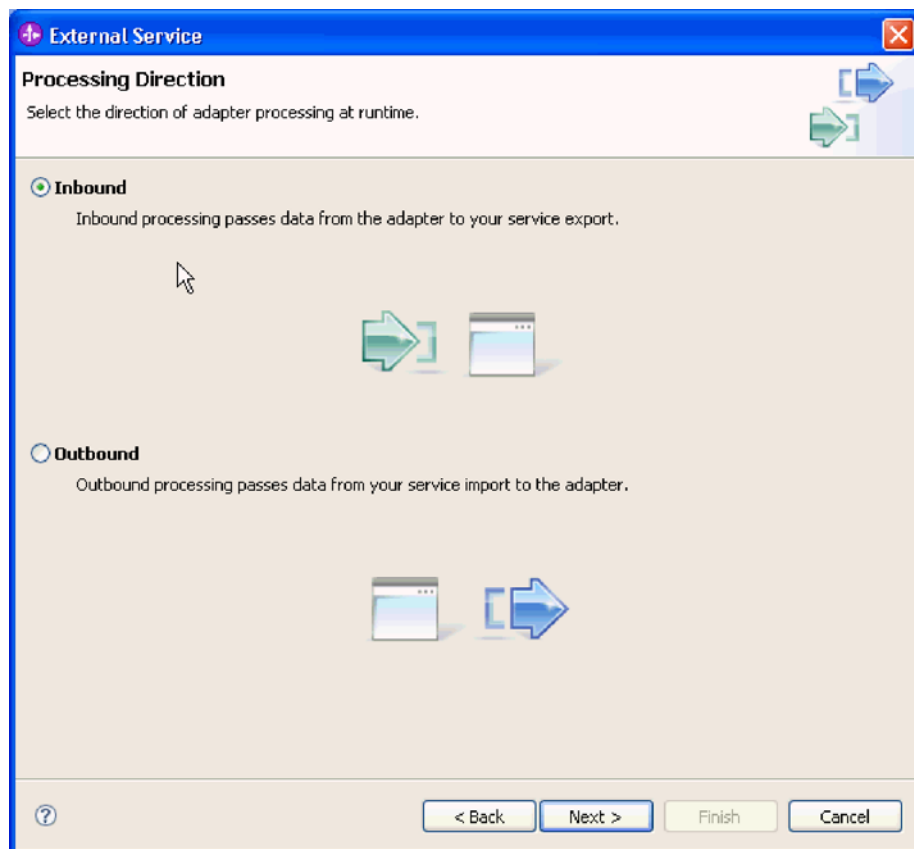 External Service
Processing Direction
Select the direction of adapter processing at runtime.
Inbound
Inbound processing passes data from the adapter to your service export.
Outbound
Outbound processing passes data from your service import to the adapter.
?
< Back Next > Finish Cancel